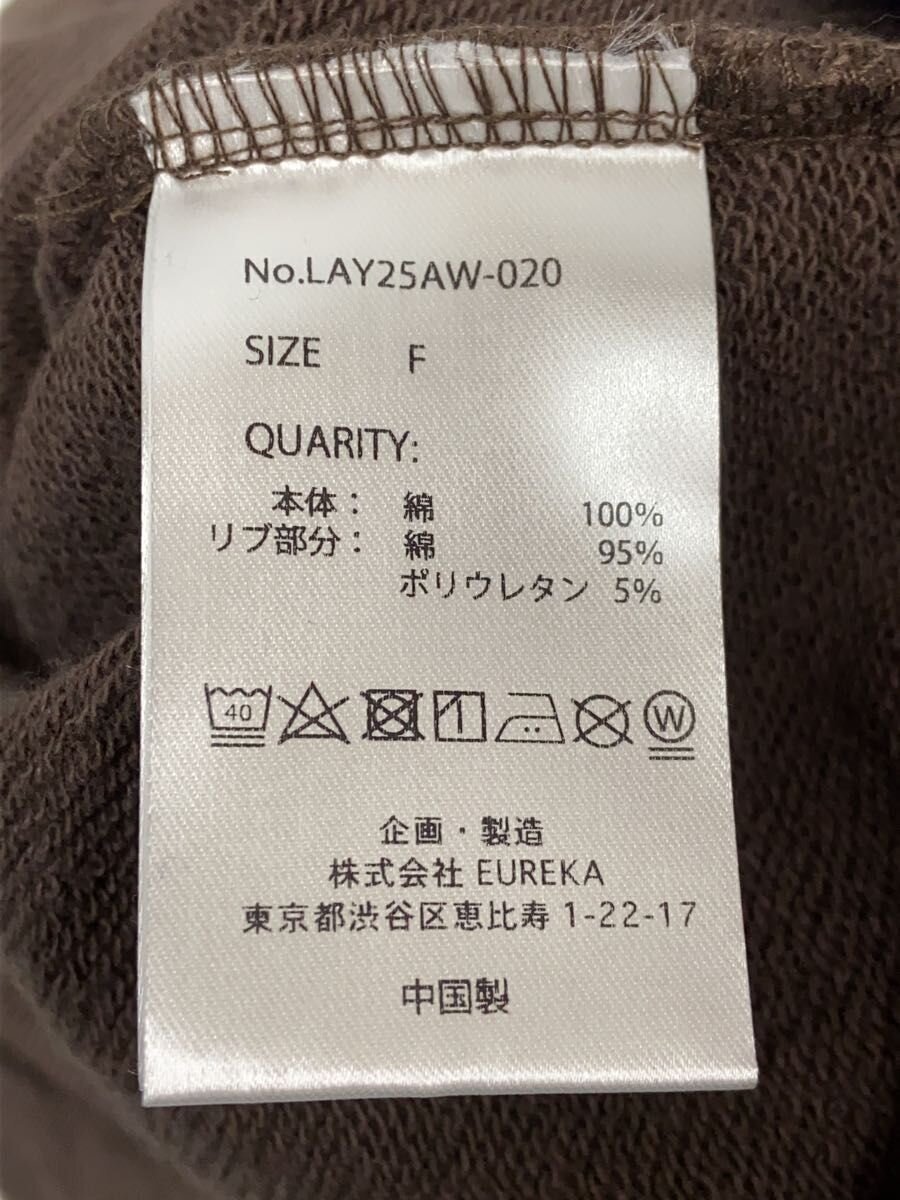 No.LAY25AW-020
SIZE F
QUARITY:
本体： 綿 100%
リブ部分： 綿 95%
ポリウレタン 5%
40 W
企画・製造
株式会社 EUREKA
東京都渋谷区恵比寿 1-22-17
中国製